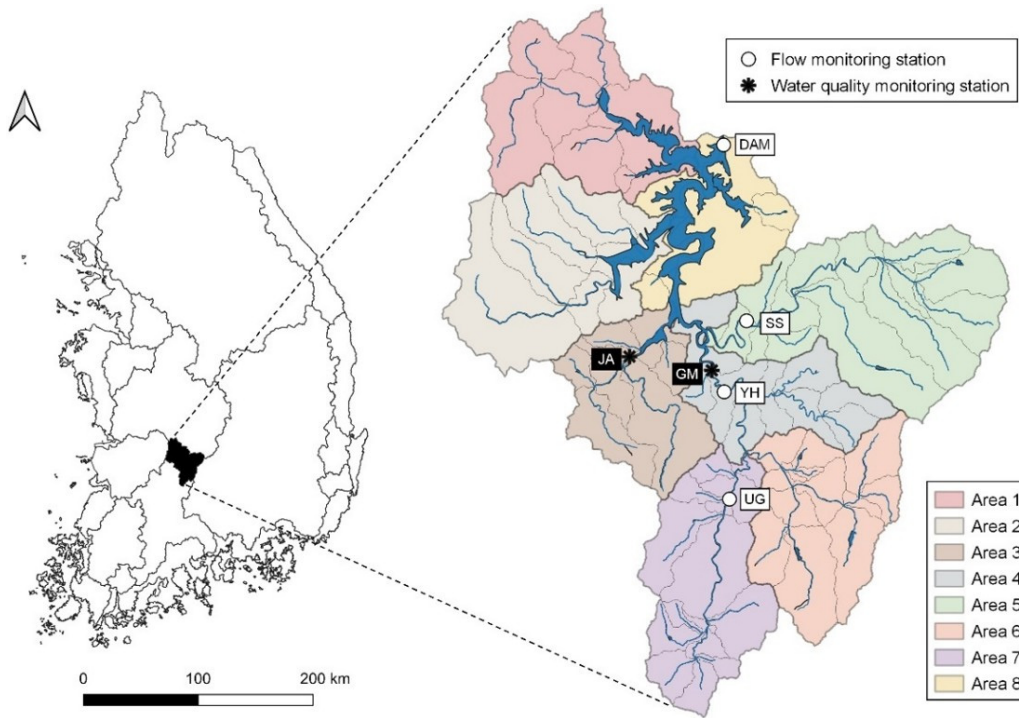 Flow monitoring station
Water quality monitoring station
DAM
SS
JA
GM
YH
UG
Area 1
Area 2
Area 3
Area 4
Area 5
Area 6
Area 7
Area 8
0 100 200 km